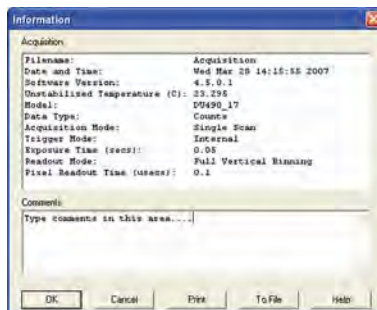 Information
Acquisition
Filename: Acquisition
Date and Time: Wed Mar 28 14:15:55 2007
Software Version: 4.5.0.1
Unstabilized Temperature (C): 23.295
Model: DU490_17
Data Type: Counts
Acquisition Mode: Single Scan
Trigger Mode: Internal
Exposure Time (secs): 0.05
Readout Mode: Full Vertical Binning
Pixel Readout Time (usecs): 0.1
Comments
Type comments in this area....
OK Cancel Print To File Help